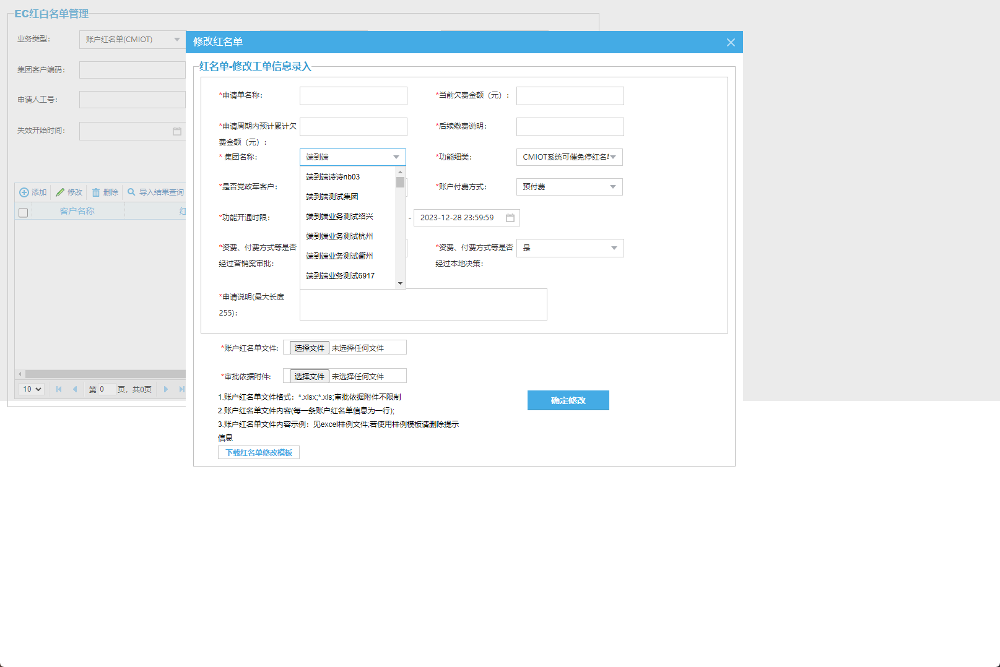 EC红白名单管理
业务类型：
账户红名单(CMIOT)
集团客户编码：
申请人工号：
失效开始时间：
添加
修改
删除
导入结果查询
客户名称
红
10
第 0 页，共0页
修改红名单
红名单-修改工单信息录入
*申请单名称：
*当前欠费金额（元）：
*申请周期内预计累计欠
费金额（元）：
*后续缴费说明：
* 集团名称：
端到端
*功能细类：
CMIOT系统可催免停红名单
端到端诗诗nb03
端到端测试集团
端到端业务测试绍兴
端到端业务测试杭州
端到端业务测试衢州
端到端业务测试6917
*是否党政军客户：
*账户付费方式：
预付费
*功能开通时限：
- 2023-12-28 23:59:59
*资费、付费方式等是否
经过营销案审批：
*资费、付费方式等是否
经过本地决策：
是
*申请说明(最大长度
255)：
*账户红名单文件：
选择文件 未选择任何文件
*审批依据附件：
选择文件 未选择任何文件
1.账户红名单文件格式：*.xlsx;*.xls;审批依据附件不限制
2.账户红名单文件内容(每一条账户红名单信息为一行);
3.账户红名单文件内容示例：见excel样例文件;若使用样例模板请删除提示
信息
下载红名单修改模板
确定修改